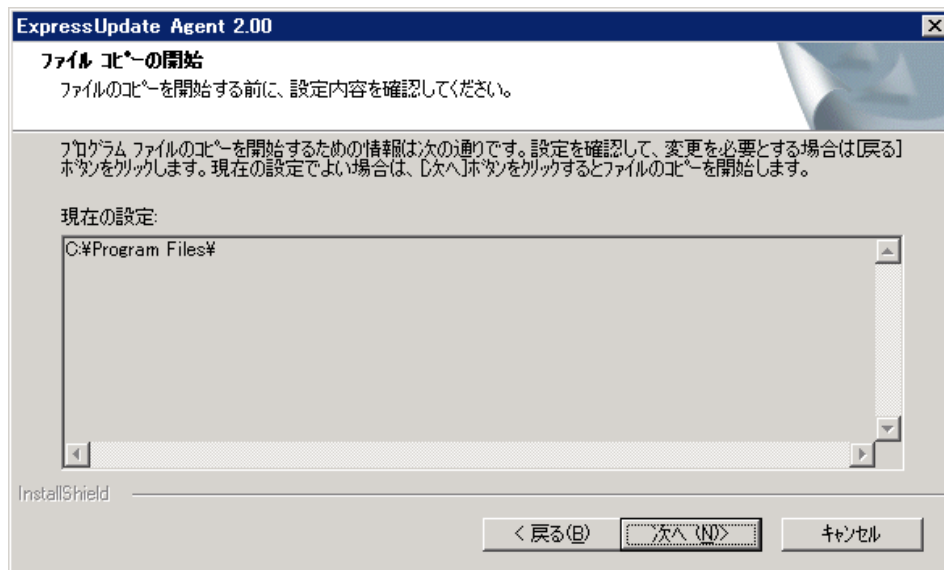 ExpressUpdate Agent 2.00
ファイル コピーの開始
ファイルのコピーを開始する前に、設定内容を確認してください。
プログラム ファイルのコピーを開始するための情報は次の通りです。設定を確認して、変更を必要とする場合は[戻る]
ボタンをクリックします。現在の設定でよい場合は、[次へ]ボタンをクリックするとファイルのコピーを開始します。
現在の設定:
C:¥Program Files¥
InstallShield
< 戻る(B)
次へ (N)>
キャンセル